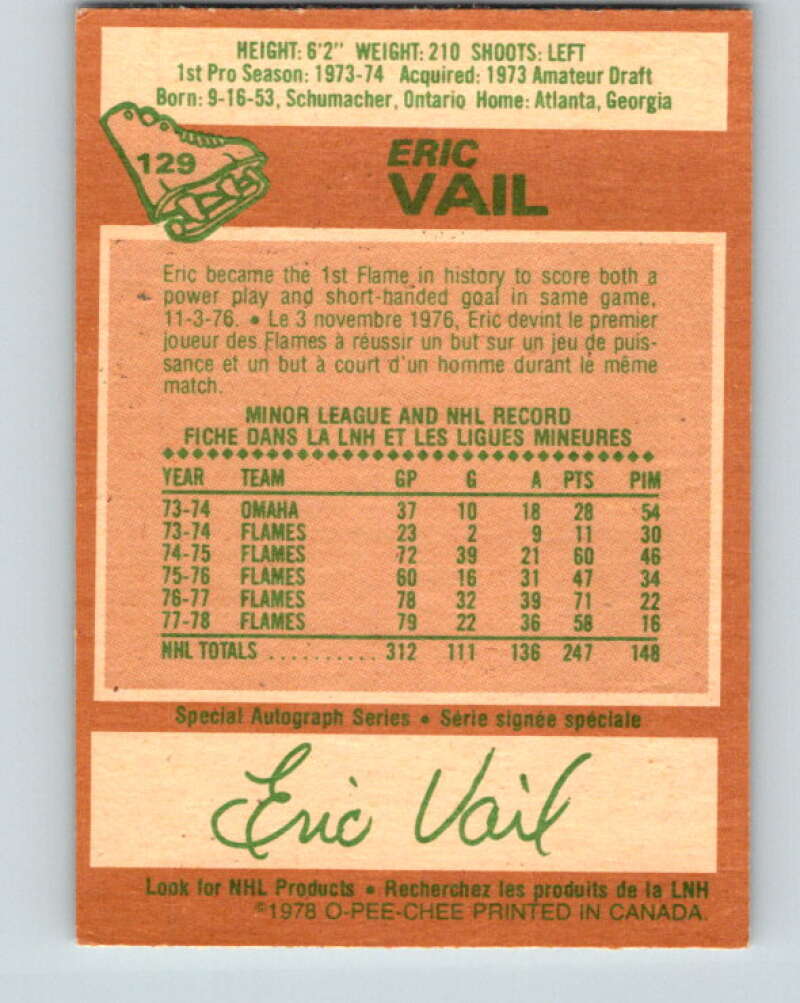 HEIGHT: 6'2" WEIGHT: 210 SHOOTS: LEFT
1st Pro Season: 1973-74 Acquired: 1973 Amateur Draft
Born: 9-16-53, Schumacher, Ontario Home: Atlanta, Georgia
129
ERIC
VAIL
Eric became the 1st Flame in history to score both a
power play and short-handed goal in same game,
11-3-76. • Le 3 novembre 1976, Eric devint le premier
joueur des Flames à réussir un but sur un jeu de puis-
sance et un but à court d'un homme durant le même
match.
MINOR LEAGUE AND NHL RECORD
FICHE DANS LA LNH ET LES LIGUES MINEURES
YEAR TEAM GP G A PTS PIM
73-74 OMAHA 37 10 18 28 54
73-74 FLAMES 23 2 9 11 30
74-75 FLAMES 72 39 21 60 46
75-76 FLAMES 60 16 31 47 34
76-77 FLAMES 78 32 39 71 22
77-78 FLAMES 79 22 36 58 16
NHL TOTALS .......... 312 111 136 247 148
Special Autograph Series • Série signée spéciale
Eric Vail
Look for NHL Products • Recherchez les produits de la LNH
©1978 O-PEE-CHEE PRINTED IN CANADA.